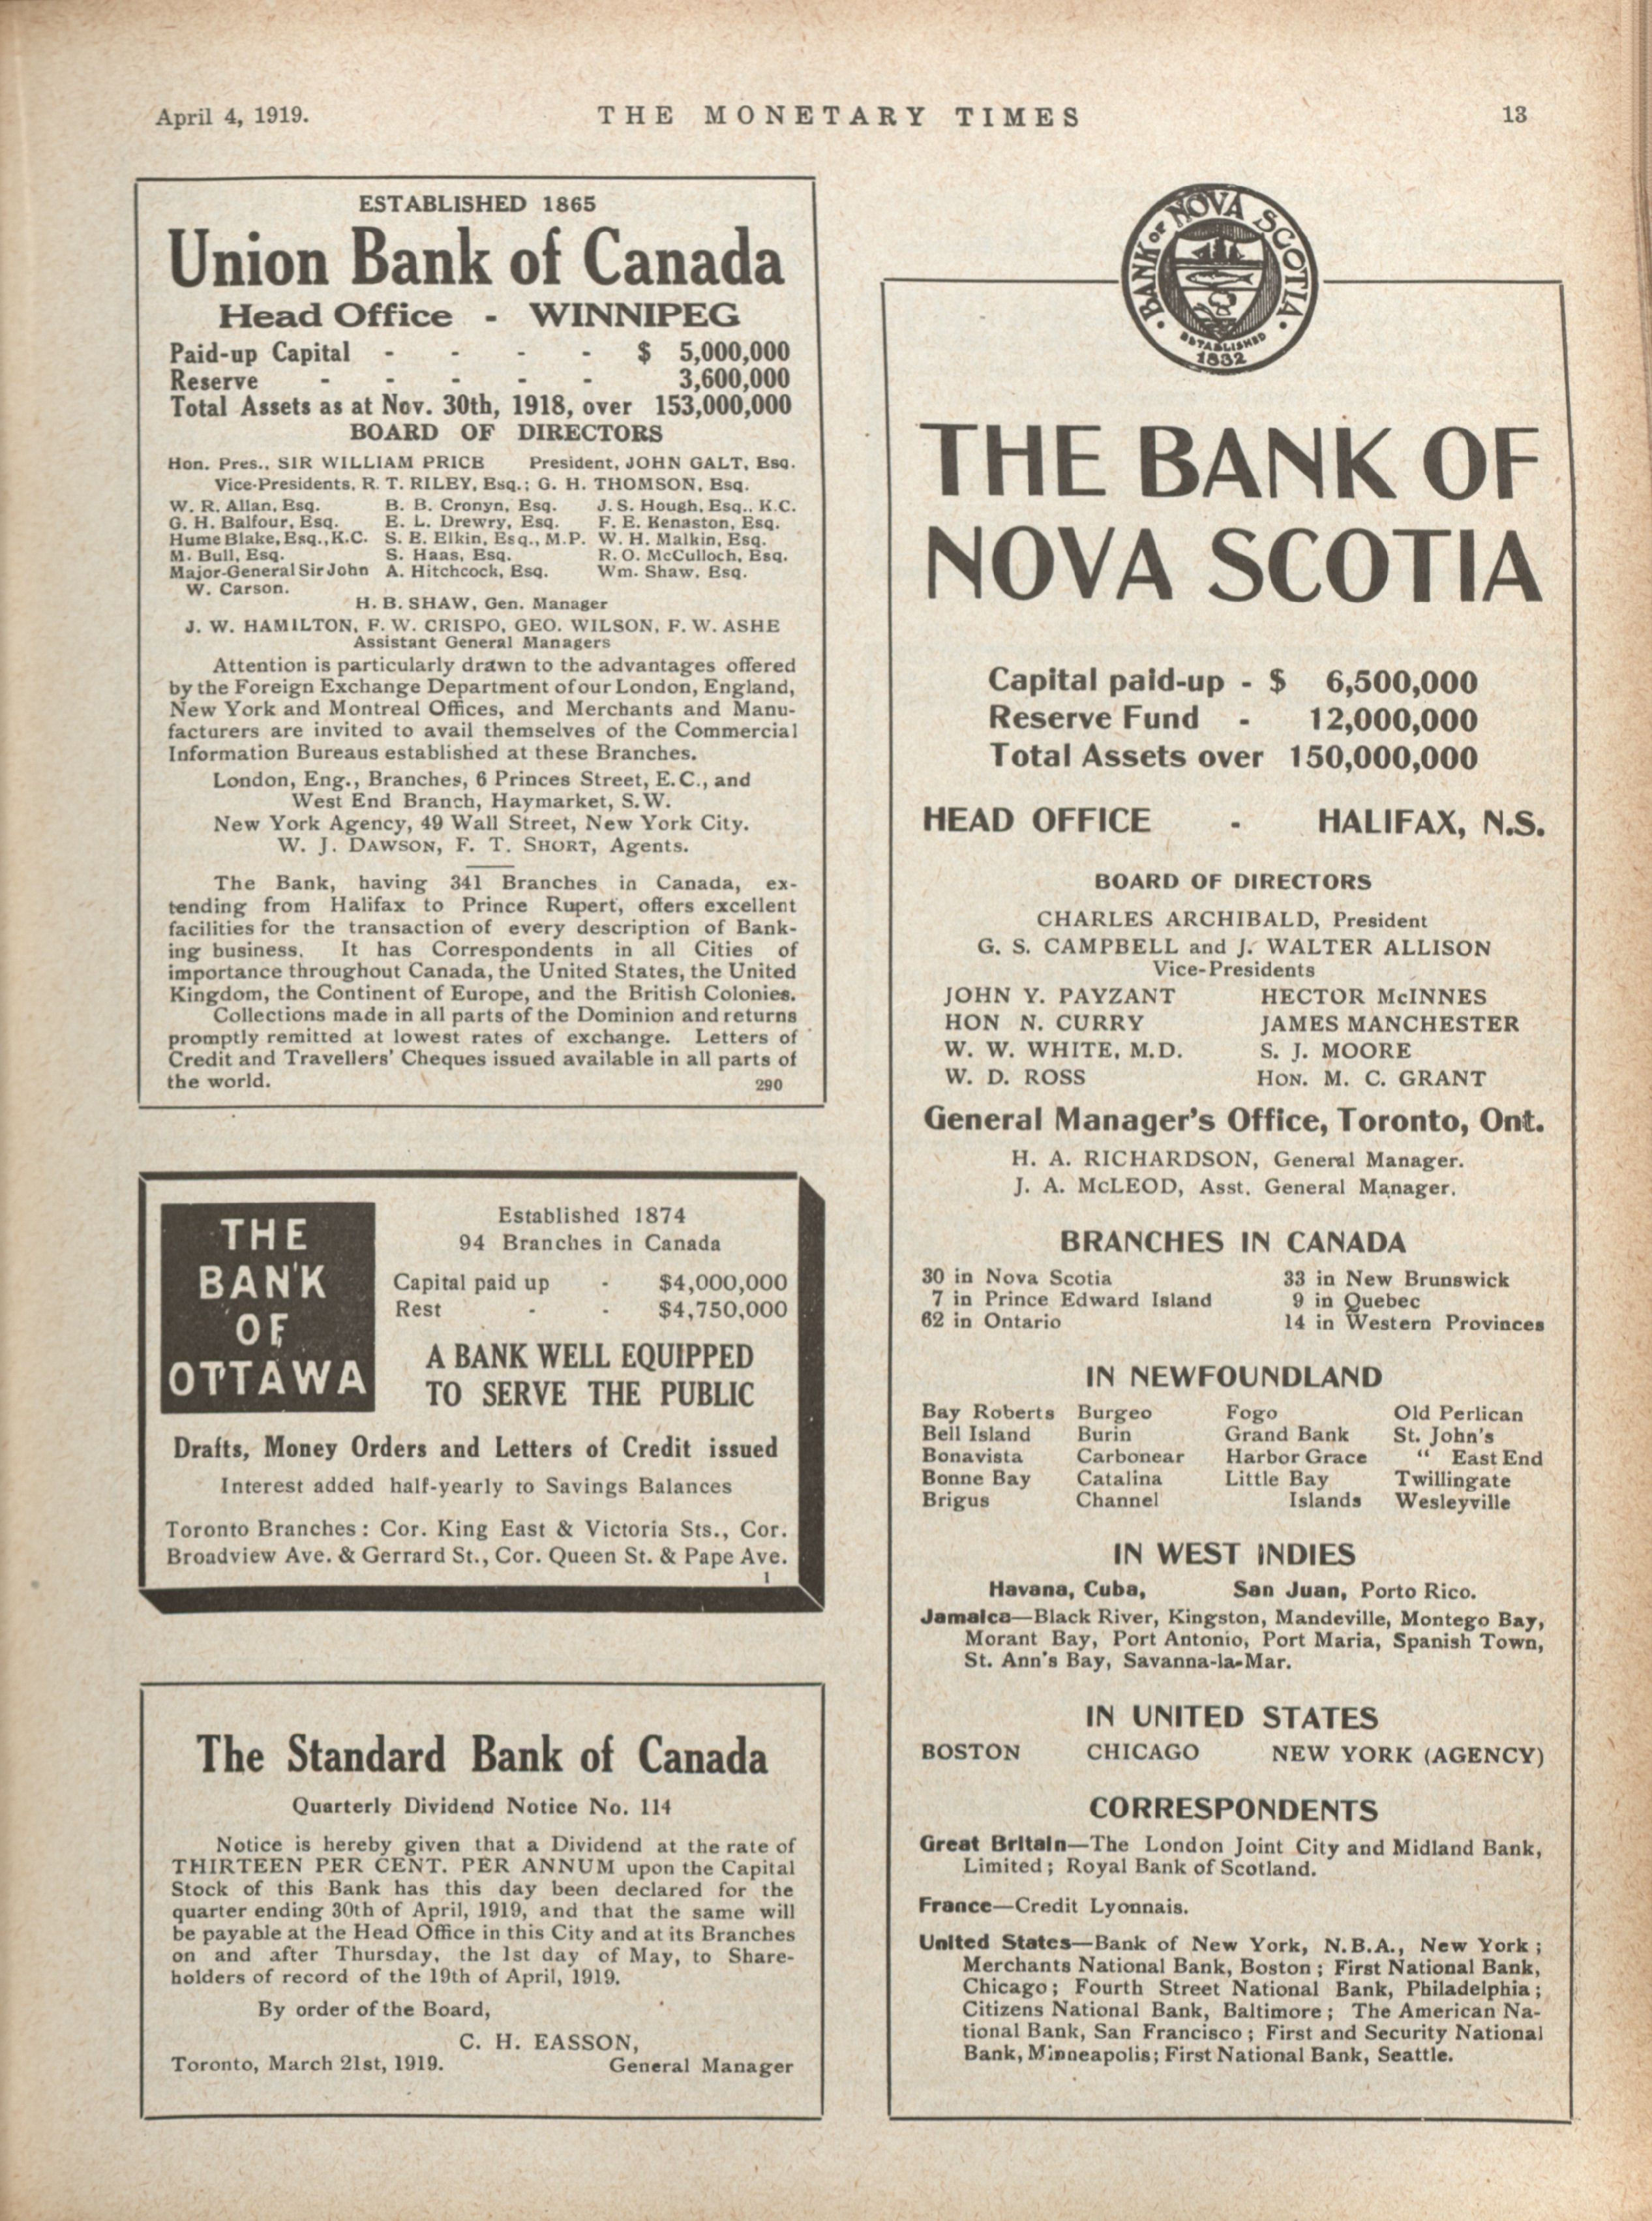 April 4, 1919.
THE MONETARY TIMES
13
ESTABLISHED 1865
Union Bank of Canada
Head Office - WINNIPEG
Paid-up Capital - - - - $ 5,000,000
Reserve - - - - - 3,600,000
Total Assets as at Nov. 30th, 1918, over 153,000,000
BOARD OF DIRECTORS
Hon. Pres., SIR WILLIAM PRICE President, JOHN GALT, Esq.
Vice-Presidents, R. T. RILEY, Esq.; G. H. THOMSON, Esq.
W. R. Allan, Esq. B. B. Cronyn, Esq. J. S. Hough, Esq., K.C.
G. H. Balfour, Esq. E. L. Drewry, Esq. F. E. Kenaston, Esq.
Hume Blake, Esq., K.C. S. E. Elkin, Esq., M.P. W. H. Malkin, Esq.
M. Bull, Esq. S. Haas, Esq. R. O. McCulloch, Esq.
Major-General Sir John A. Hitchcock, Esq. Wm. Shaw, Esq.
W. Carson.
H. B. SHAW, Gen. Manager
J. W. HAMILTON, F. W. CRISPO, GEO. WILSON, F. W. ASHE
Assistant General Managers
Attention is particularly drawn to the advantages offered
by the Foreign Exchange Department of our London, England,
New York and Montreal Offices, and Merchants and Manu-
facturers are invited to avail themselves of the Commercial
Information Bureaus established at these Branches.
London, Eng., Branches, 6 Princes Street, E.C., and
West End Branch, Haymarket, S.W.
New York Agency, 49 Wall Street, New York City.
W. J. DAWSON, F. T. SHORT, Agents.
The Bank, having 341 Branches in Canada, ex-
tending from Halifax to Prince Rupert, offers excellent
facilities for the transaction of every description of Bank-
ing business. It has Correspondents in all Cities of
importance throughout Canada, the United States, the United
Kingdom, the Continent of Europe, and the British Colonies.
Collections made in all parts of the Dominion and returns
promptly remitted at lowest rates of exchange. Letters of
Credit and Travellers' Cheques issued available in all parts of
the world. 290
THE
BANK
OF
OTTAWA
Established 1874
94 Branches in Canada
Capital paid up - $4,000,000
Rest - - $4,750,000
A BANK WELL EQUIPPED
TO SERVE THE PUBLIC
Drafts, Money Orders and Letters of Credit issued
Interest added half-yearly to Savings Balances
Toronto Branches: Cor. King East & Victoria Sts., Cor.
Broadview Ave. & Gerrard St., Cor. Queen St. & Pape Ave.
1
The Standard Bank of Canada
Quarterly Dividend Notice No. 114
Notice is hereby given that a Dividend at the rate of
THIRTEEN PER CENT. PER ANNUM upon the Capital
Stock of this Bank has this day been declared for the
quarter ending 30th of April, 1919, and that the same will
be payable at the Head Office in this City and at its Branches
on and after Thursday, the 1st day of May, to Share-
holders of record of the 19th of April, 1919.
By order of the Board,
C. H. EASSON,
Toronto, March 21st, 1919. General Manager
BANK OF NOVA SCOTIA
ESTABLISHED
1832
THE BANK OF
NOVA SCOTIA
Capital paid-up - $ 6,500,000
Reserve Fund - 12,000,000
Total Assets over 150,000,000
HEAD OFFICE - HALIFAX, N.S.
BOARD OF DIRECTORS
CHARLES ARCHIBALD, President
G. S. CAMPBELL and J. WALTER ALLISON
Vice-Presidents
JOHN Y. PAYZANT HECTOR McINNES
HON N. CURRY JAMES MANCHESTER
W. W. WHITE, M.D. S. J. MOORE
W. D. ROSS HON. M. C. GRANT
General Manager's Office, Toronto, Ont.
H. A. RICHARDSON, General Manager.
J. A. McLEOD, Asst. General Manager.
BRANCHES IN CANADA
30 in Nova Scotia 33 in New Brunswick
7 in Prince Edward Island 9 in Quebec
62 in Ontario 14 in Western Provinces
IN NEWFOUNDLAND
Bay Roberts Burgeo Fogo Old Perlican
Bell Island Burin Grand Bank St. John's
Bonavista Carbonear Harbor Grace " East End
Bonne Bay Catalina Little Bay Twillingate
Brigus Channel Islands Wesleyville
IN WEST INDIES
Havana, Cuba, San Juan, Porto Rico.
Jamaica—Black River, Kingston, Mandeville, Montego Bay,
Morant Bay, Port Antonio, Port Maria, Spanish Town,
St. Ann's Bay, Savanna-la-Mar.
IN UNITED STATES
BOSTON CHICAGO NEW YORK (AGENCY)
CORRESPONDENTS
Great Britain—The London Joint City and Midland Bank,
Limited; Royal Bank of Scotland.
France—Credit Lyonnais.
United States—Bank of New York, N.B.A., New York;
Merchants National Bank, Boston; First National Bank,
Chicago; Fourth Street National Bank, Philadelphia;
Citizens National Bank, Baltimore; The American Na-
tional Bank, San Francisco; First and Security National
Bank, Minneapolis; First National Bank, Seattle.